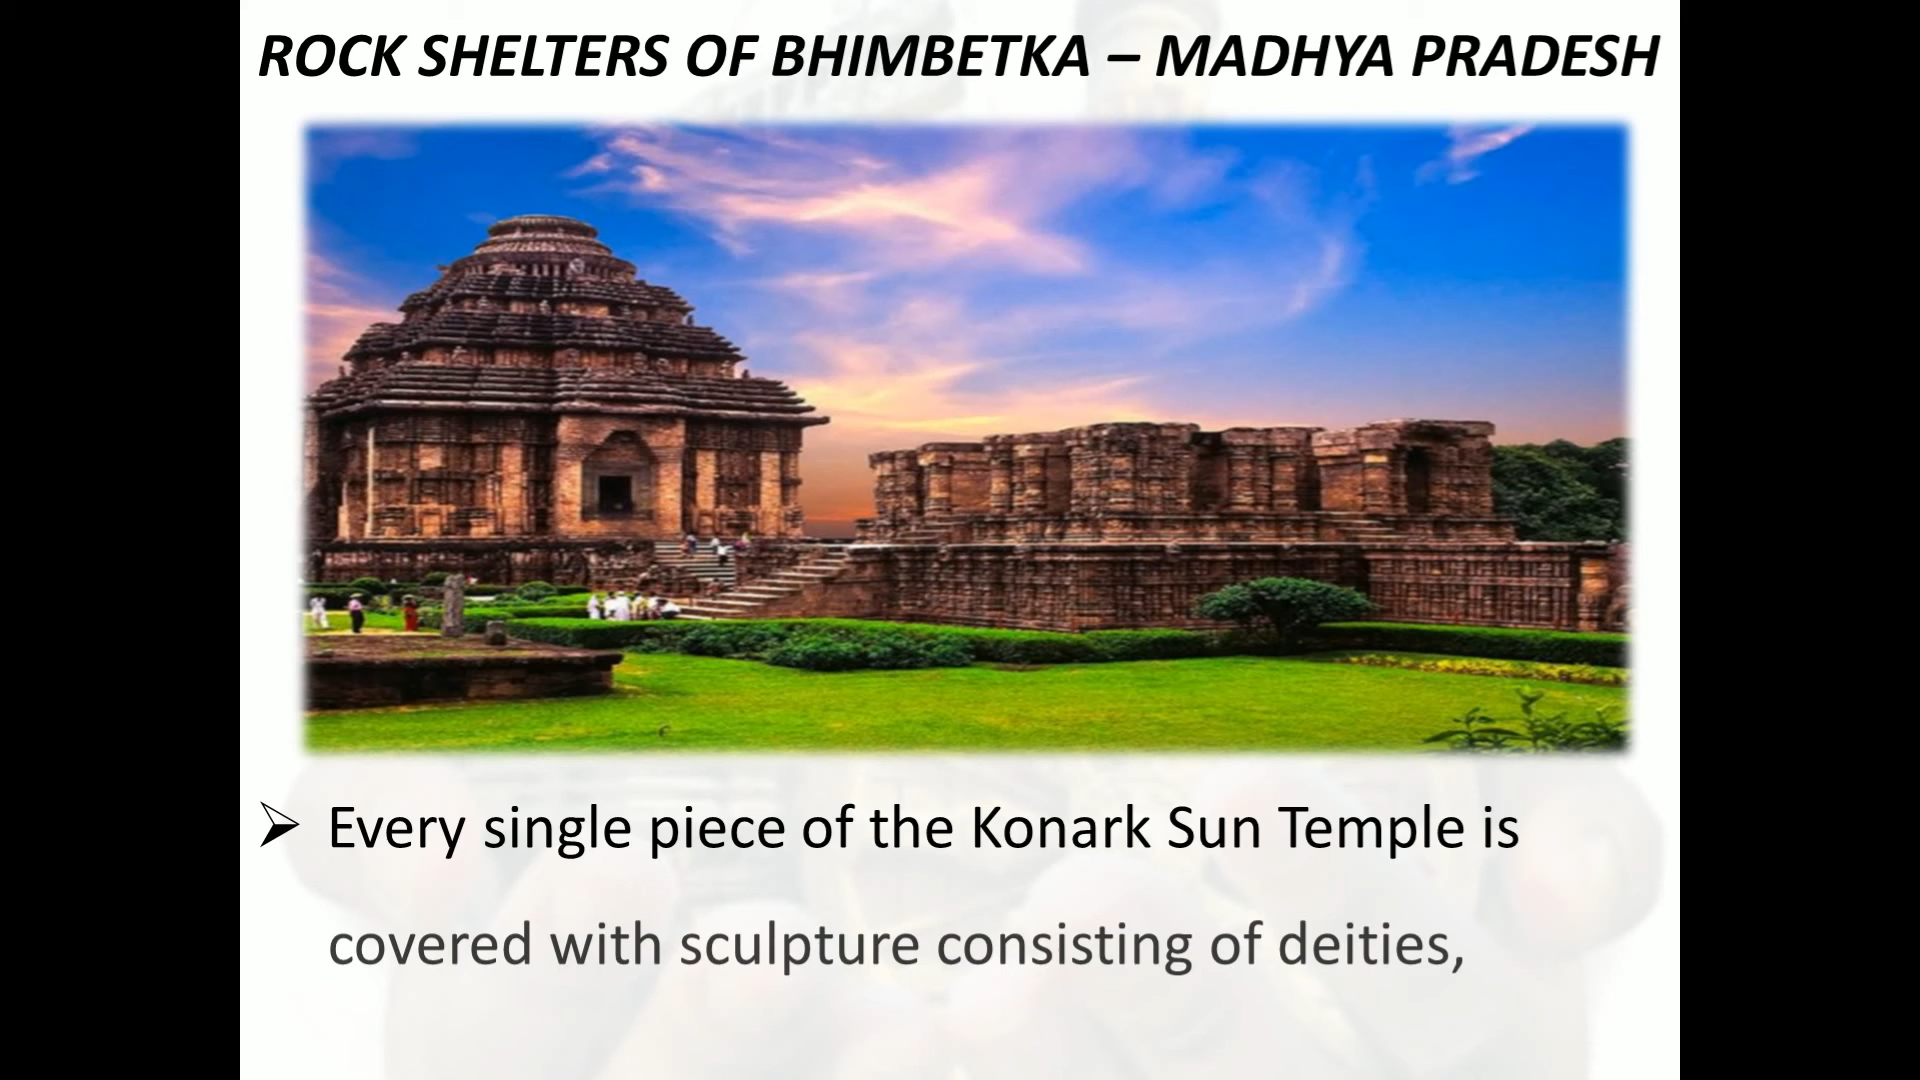 ROCK SHELTERS OF BHIMBETKA – MADHYA PRADESH
➢ Every single piece of the Konark Sun Temple is
covered with sculpture consisting of deities,